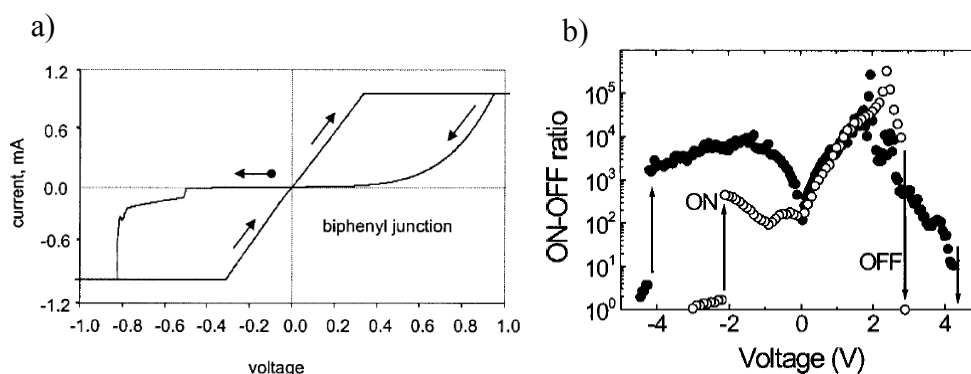 a)
current, mA
1.2
0.6
0.0
-0.6
-1.2
biphenyl junction
-1.0 -0.8 -0.6 -0.4 -0.2 0.0 0.2 0.4 0.6 0.8 1.0
voltage
b)
ON-OFF ratio
10^5
10^4
10^3
10^2
10^1
10^0
ON
OFF
-4 -2 0 2 4
Voltage (V)